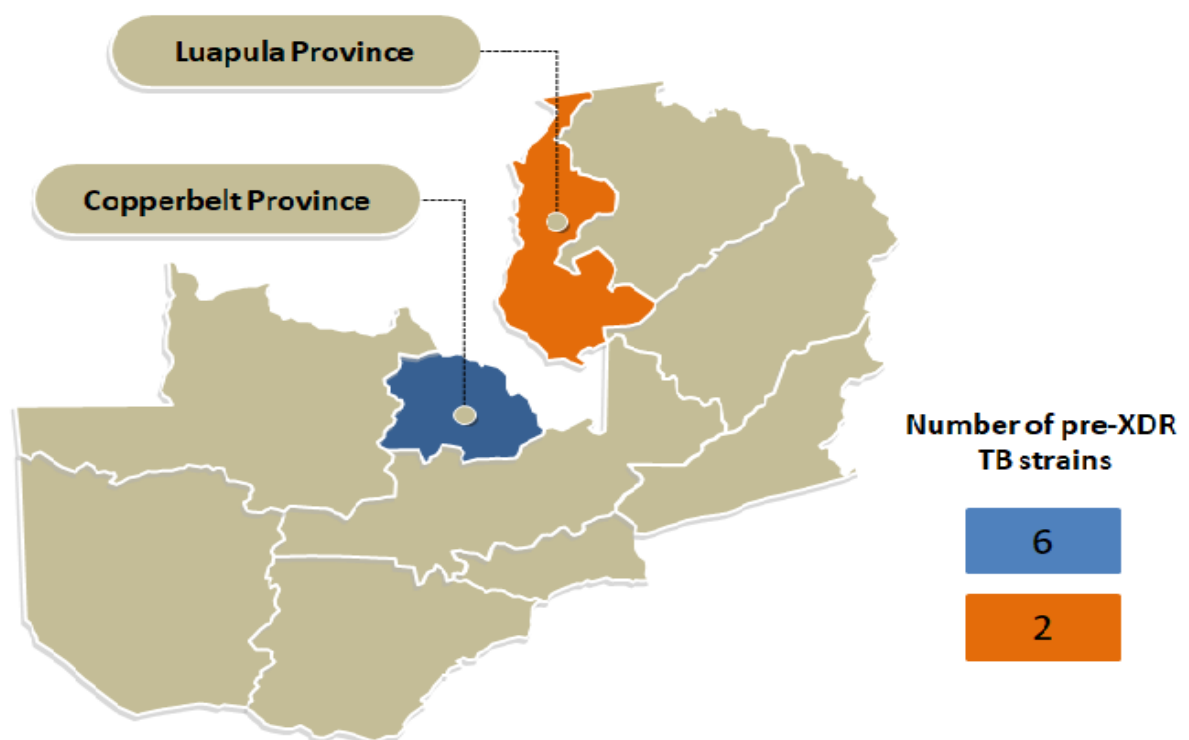 Luapula Province
Copperbelt Province
Number of pre-XDR
TB strains
6
2